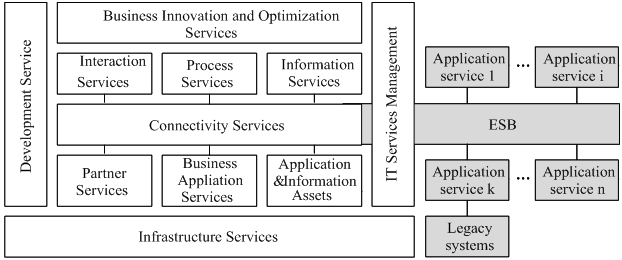 Development Service
Business Innovation and Optimization
Services
Interaction
Services
Process
Services
Information
Services
Connectivity Services
Partner
Services
Business
Appliation
Services
Application
&Information
Assets
IT Services Management
Infrastructure Services
Application
service 1
...
Application
service i
ESB
Application
service k
...
Application
service n
Legacy
systems